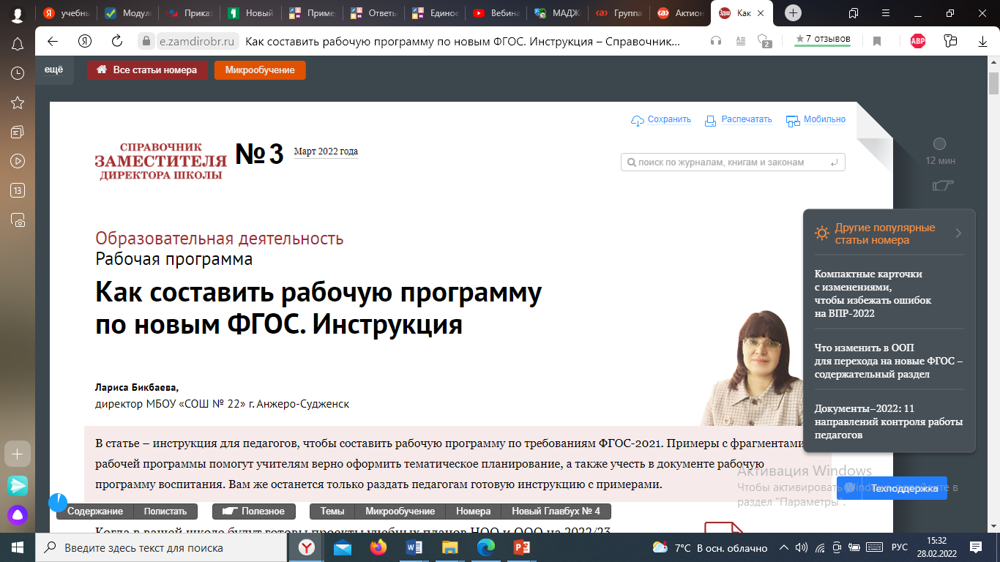 учебнь
Модул
Приказ
Новый
Приме
Ответы
Единое
Вебина
МАДЖ
Группа
Актион
Как
e.zamdirobr.ru
Как составить рабочую программу по новым ФГОС. Инструкция – Справочник...
2
★7 отзывов
ABP
ещё
Все статьи номера
Микрообучение
13
Сохранить
Распечатать
Мобильно
СПРАВОЧНИК
ЗАМЕСТИТЕЛЯ
ДИРЕКТОРА ШКОЛЫ
№ 3
Март 2022 года
поиск по журналам, книгам и законам
12 мин
Образовательная деятельность
Рабочая программа
Как составить рабочую программу
по новым ФГОС. Инструкция
Лариса Бикбаева,
директор МБОУ «СОШ № 22» г. Анжеро-Судженск
Другие популярные
статьи номера
Компактные карточки
с изменениями,
чтобы избежать ошибок
на ВПР-2022
Что изменить в ООП
для перехода на новые ФГОС –
содержательный раздел
Документы–2022: 11
направлений контроля работы
педагогов
В статье – инструкция для педагогов, чтобы составить рабочую программу по требованиям ФГОС-2021. Примеры с фрагментами
рабочей программы помогут учителям верно оформить тематическое планирование, а также учесть в документе рабочую
программу воспитания. Вам же останется только раздать педагогам готовую инструкцию с примерами.
Активация Windows
Чтобы активировать Windows, перейдите в
раздел "Параметры".
Техподдержка
Содержание
Полистать
Полезное
Темы
Микрообучение
Номера
Новый Главбух № 4
Когда в вашей школе будут готовы проекты учебных планов НОО и ООО на 2022/23
Введите здесь текст для поиска
7°C В осн. облачно
РУС
15:32
28.02.2022